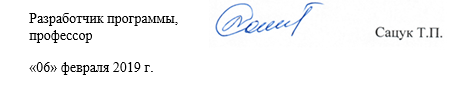 Разработчик программы,
профессор
Сацук Т.П.
«06» февраля 2019 г.